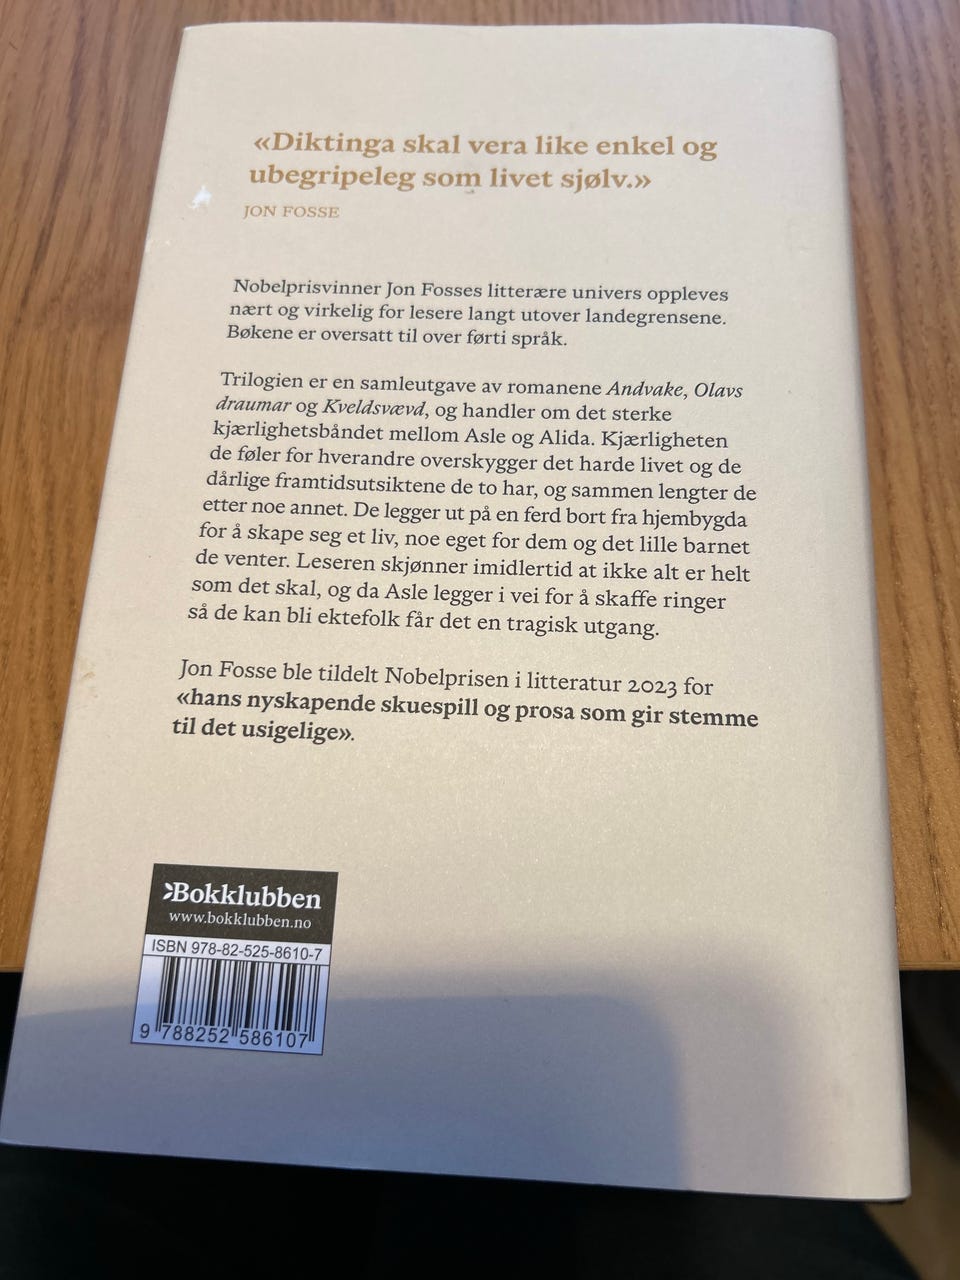 «Diktinga skal vera like enkel og
ubegripeleg som livet sjølv.»
JON FOSSE
Nobelprisvinner Jon Fosses litterære univers oppleves
nært og virkelig for lesere langt utover landegrensene.
Bøkene er oversatt til over førti språk.
Trilogien er en samleutgave av romanene Andvake, Olavs
draumar og Kveldsvævd, og handler om det sterke
kjærlighetsbåndet mellom Asle og Alida. Kjærligheten
de føler for hverandre overskygger det harde livet og de
dårlige framtidsutsiktene de to har, og sammen lengter de
etter noe annet. De legger ut på en ferd bort fra hjembygda
for å skape seg et liv, noe eget for dem og det lille barnet
de venter. Leseren skjønner imidlertid at ikke alt er helt
som det skal, og da Asle legger i vei for å skaffe ringer
så de kan bli ektefolk får det en tragisk utgang.
Jon Fosse ble tildelt Nobelprisen i litteratur 2023 for
«hans nyskapende skuespill og prosa som gir stemme
til det usigelige».
Bokklubben
www.bokklubben.no
ISBN 978-82-525-8610-7
9 788252 586107